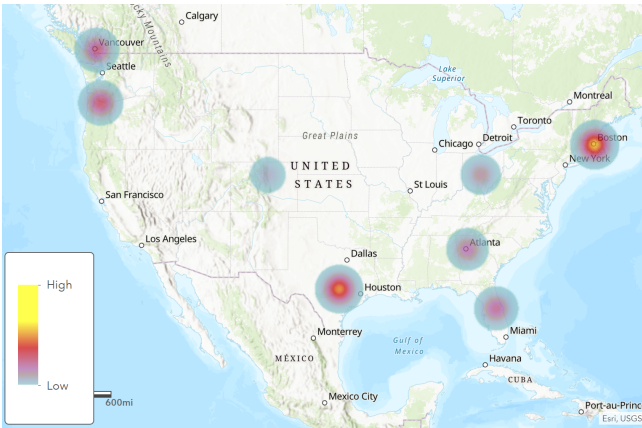 Calgary
cky Mountains
Vancouver
Seattle
Lake
Superior
Montreal
Toronto
Great Plains
Chicago
Detroit
Boston
New York
UNITED
STATES
St Louis
San Francisco
Los Angeles
Atlanta
Dallas
Houston
High
Low
600mi
Monterrey
MÉXICO
Gulf of
Mexico
Miami
Havana
CUBA
Mexico City
Port-au-Princ
Esri, USGS